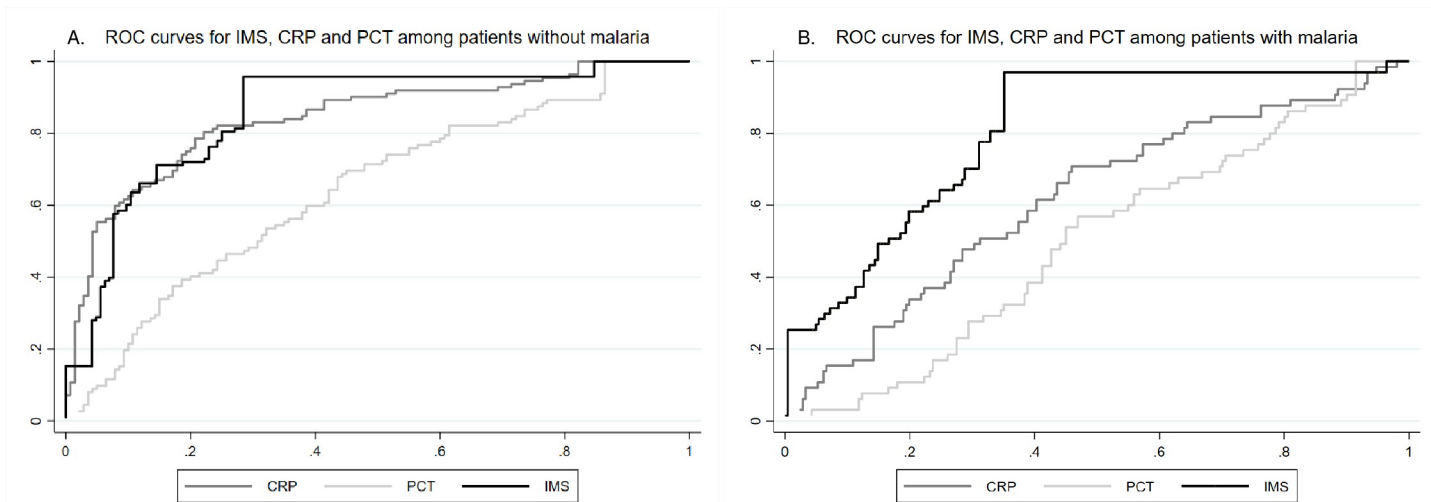 A. ROC curves for IMS, CRP and PCT among patients without malaria
1
.8
.6
.4
.2
0
0 .2 .4 .6 .8 1
CRP PCT IMS
B. ROC curves for IMS, CRP and PCT among patients with malaria
1
.8
.6
.4
.2
0
0 .2 .4 .6 .8 1
CRP PCT IMS